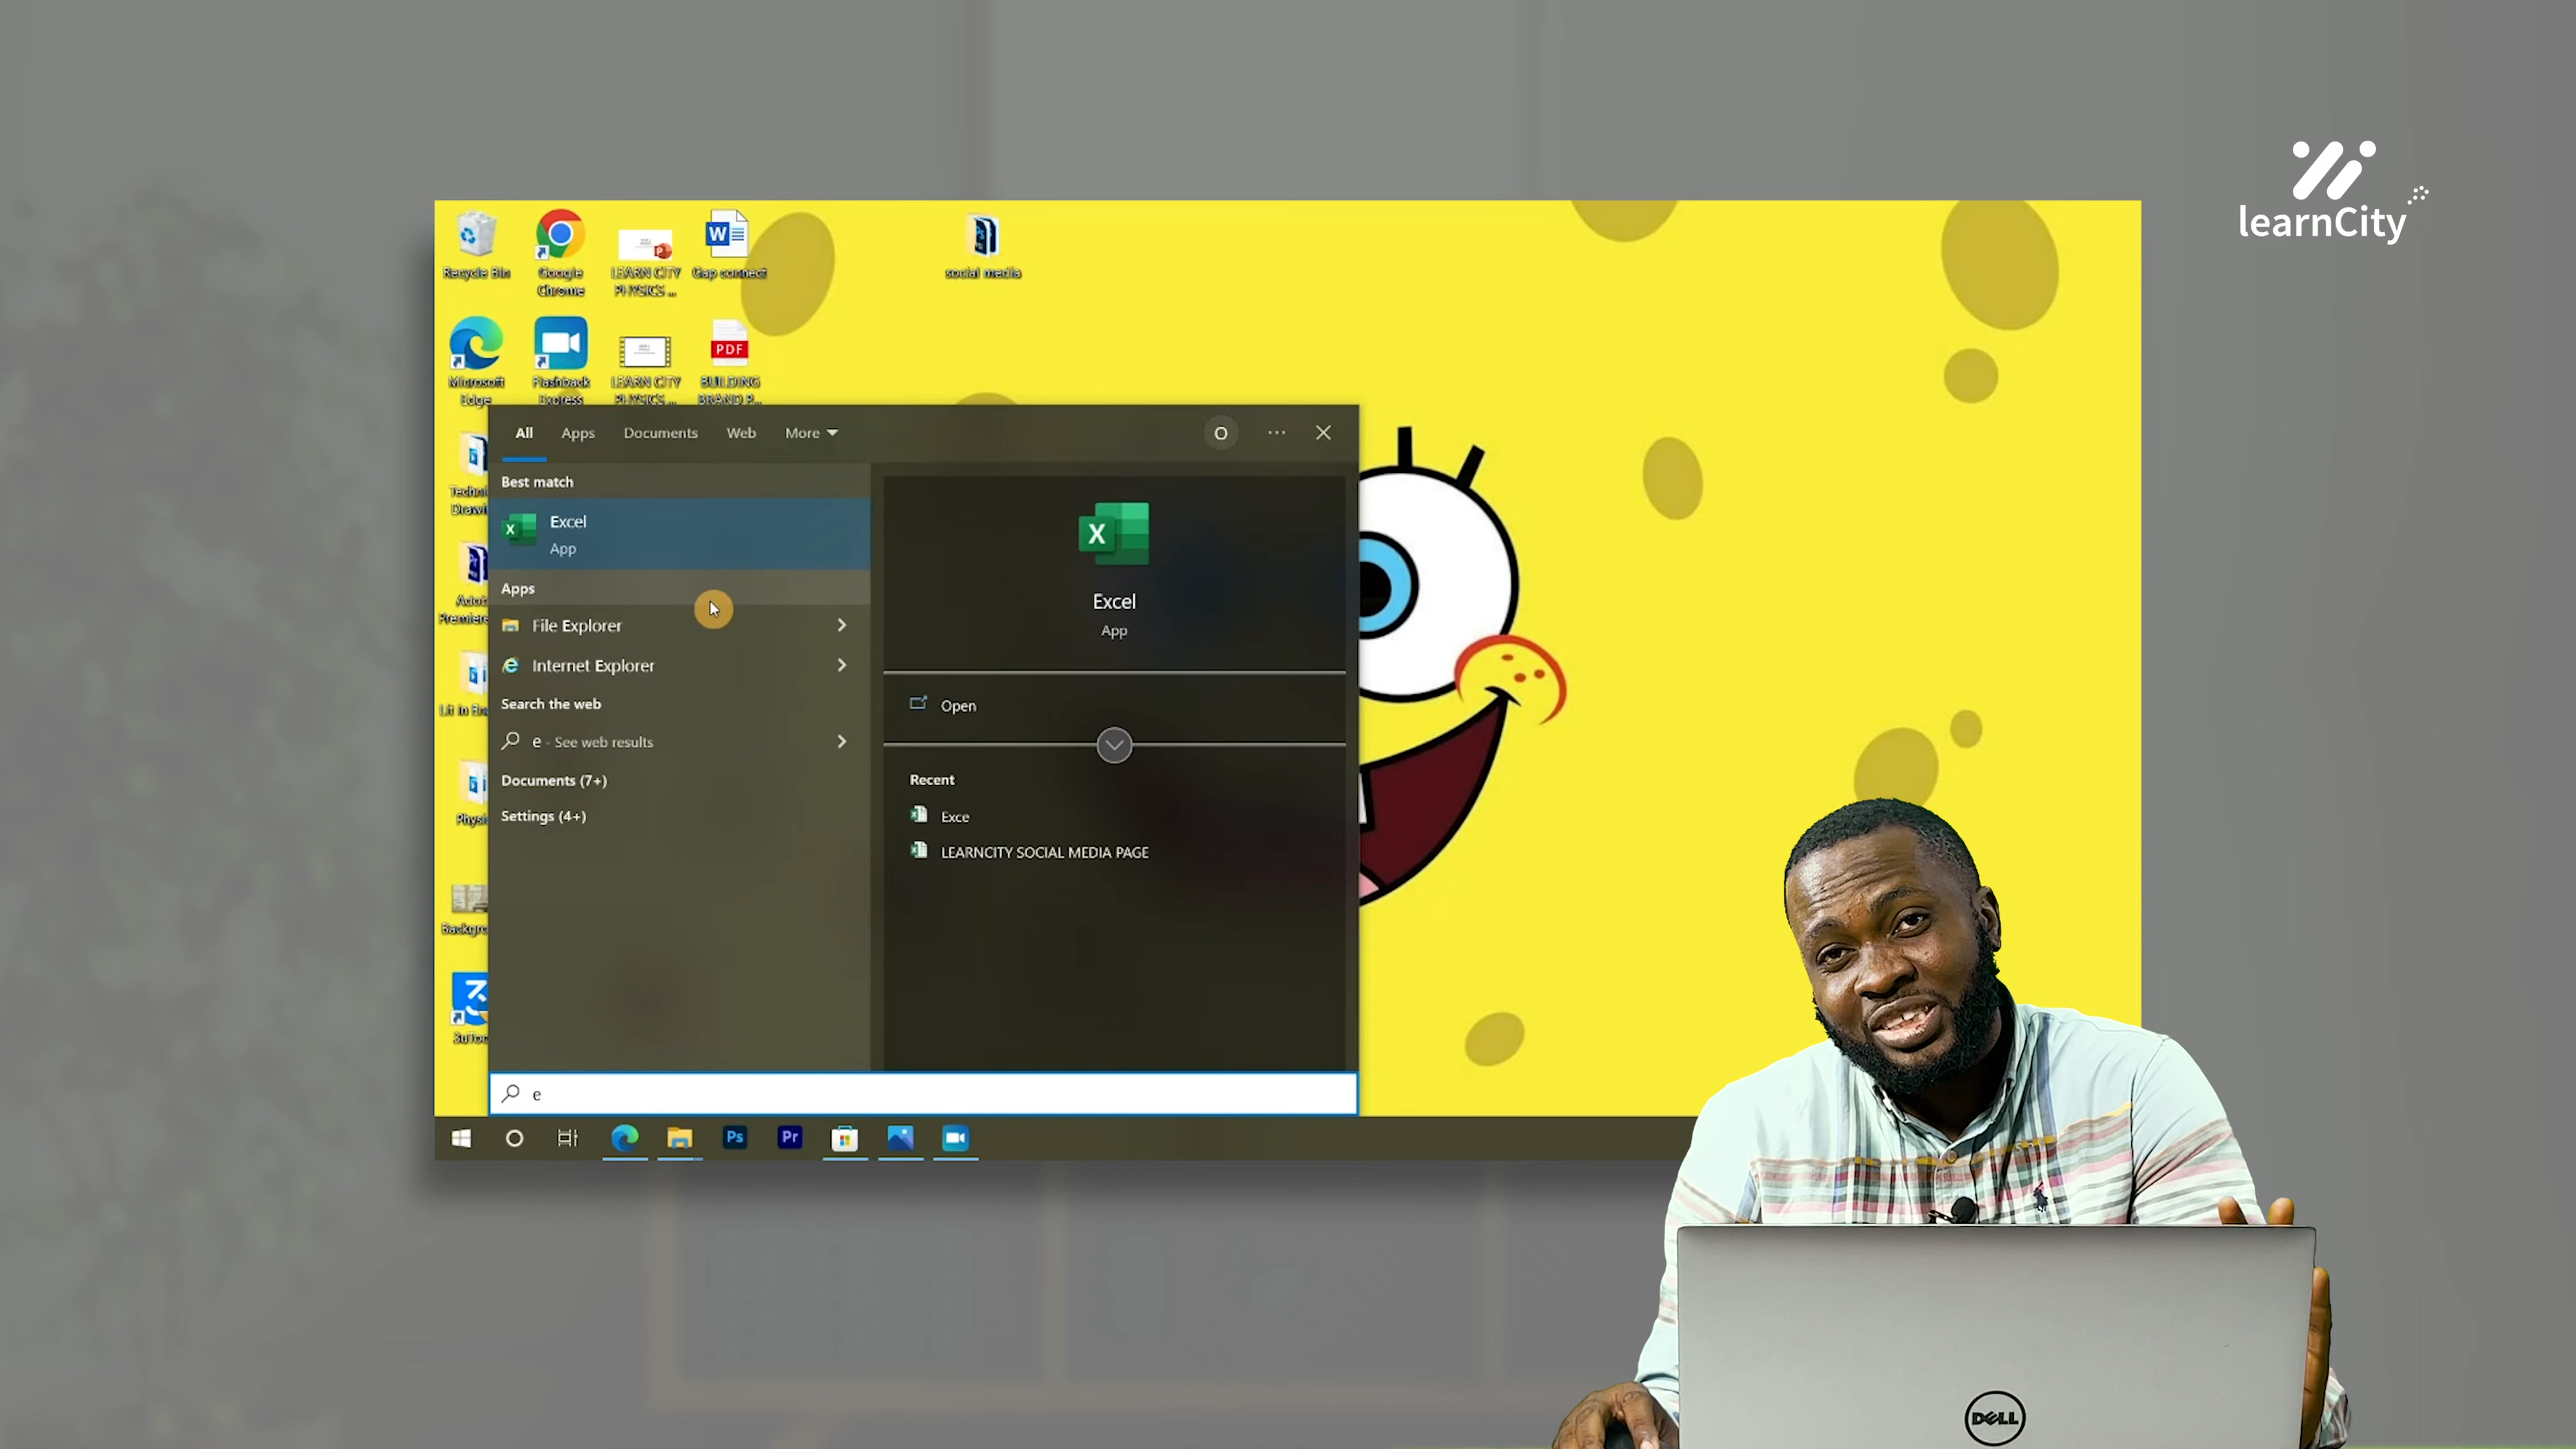 learnCity
Recycle Bin
Google
Chrome
LEARN CITY
PHYSICS ...
Gap connect
social media
Microsoft
Edge
Flashback
Express
LEARN CITY
PHYSICS ...
PDF
BUILDING
BRAND P...
All
Apps
Documents
Web
More
O
Best match
Excel
App
Apps
File Explorer
Internet Explorer
Search the web
e - See web results
Documents (7+)
Settings (4+)
Excel
App
Open
Recent
Exce
LEARNCITY SOCIAL MEDIA PAGE
e
Ps
Pr
DELL